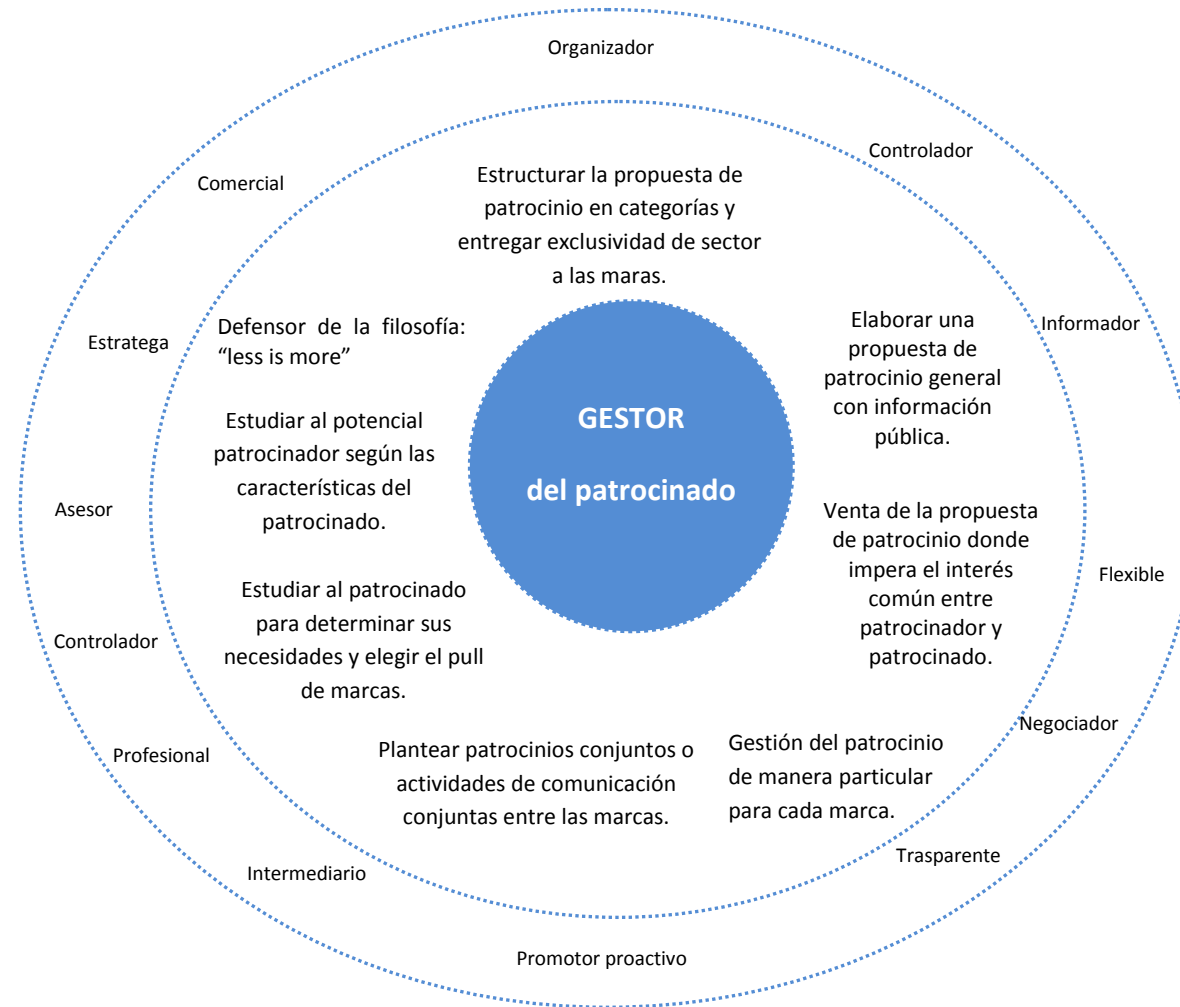 Organizador
Controlador
Comercial
Estructurar la propuesta de
patrocinio en categorías y
entregar exclusividad de sector
a las maras.
Estratega
Defensor de la filosofía:
“less is more”
Elaborar una
propuesta de
patrocinio general
con información
pública.
Informador
GESTOR
del patrocinado
Estudiar al potencial
patrocinador según las
características del
patrocinado.
Asesor
Venta de la propuesta
de patrocinio donde
impera el interés
común entre
patrocinador y
patrocinado.
Flexible
Estudiar al patrocinado
para determinar sus
necesidades y elegir el pull
de marcas.
Controlador
Negociador
Profesional
Plantear patrocinios conjuntos o
actividades de comunicación
conjuntas entre las marcas.
Gestión del patrocinio
de manera particular
para cada marca.
Trasparente
Intermediario
Promotor proactivo